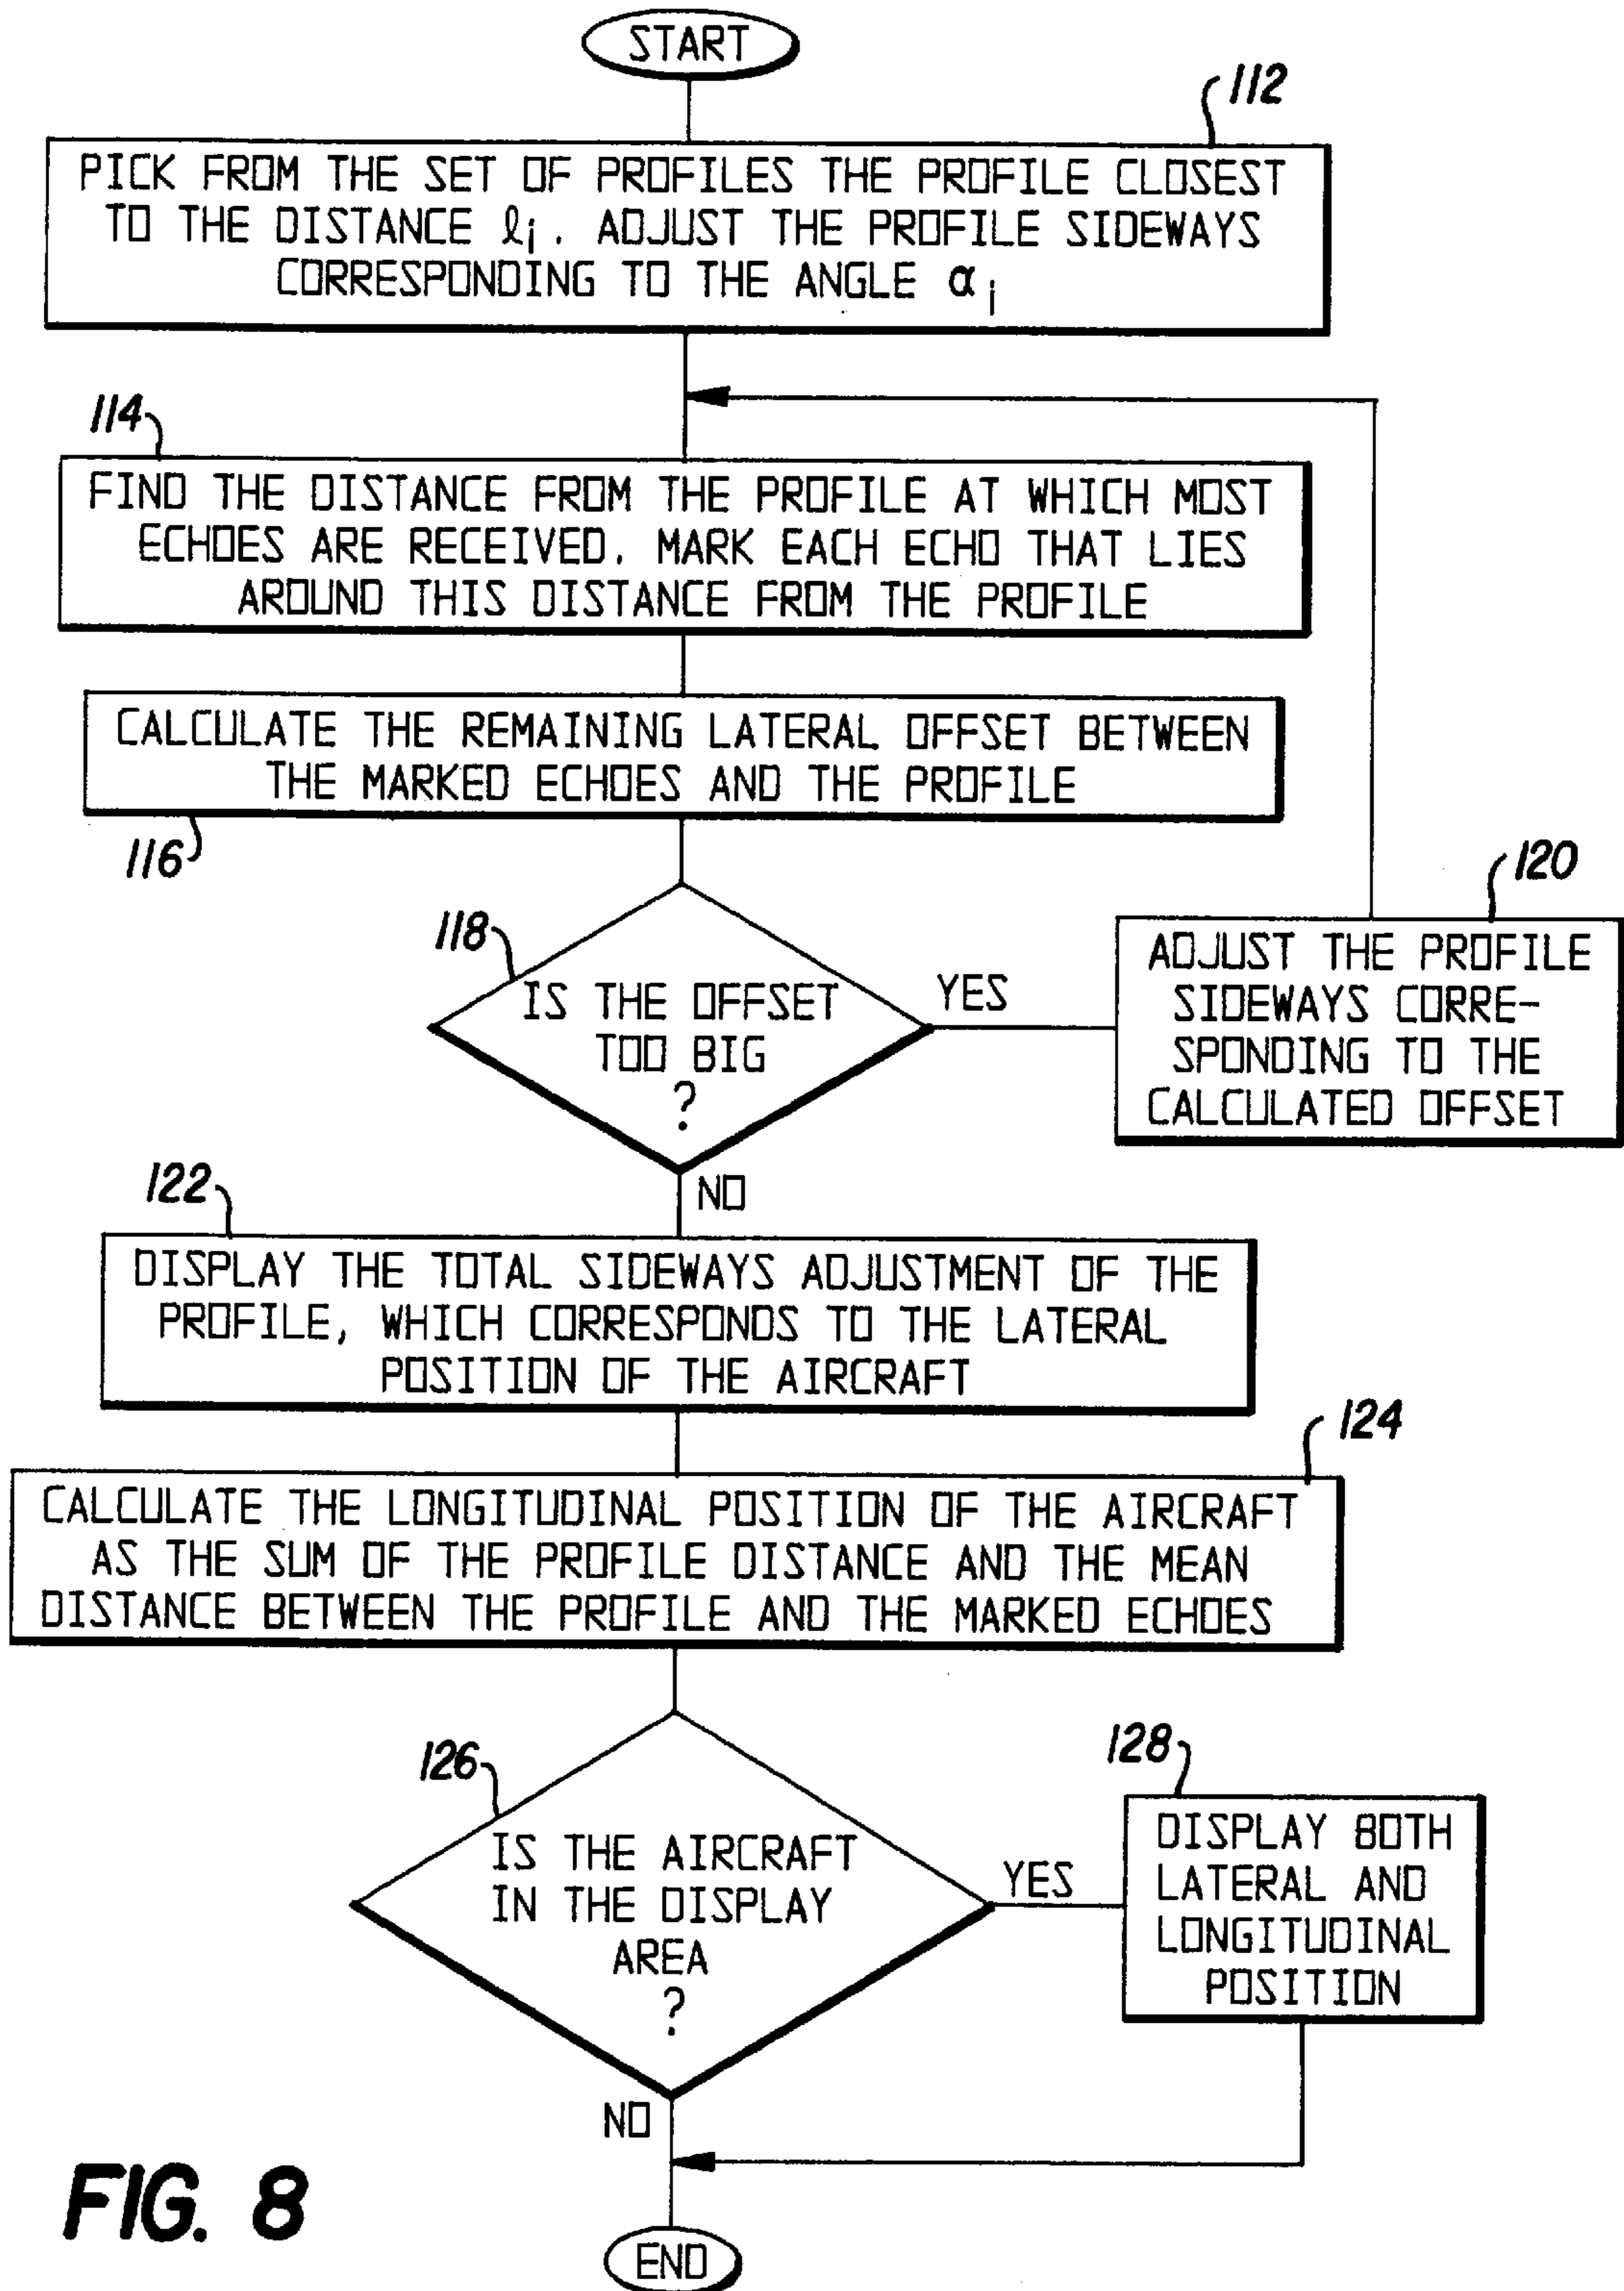 START
112
PICK FROM THE SET OF PROFILES THE PROFILE CLOSEST
TO THE DISTANCE ℓi. ADJUST THE PROFILE SIDEWAYS
CORRESPONDING TO THE ANGLE αi
114
FIND THE DISTANCE FROM THE PROFILE AT WHICH MOST
ECHOES ARE RECEIVED. MARK EACH ECHO THAT LIES
AROUND THIS DISTANCE FROM THE PROFILE
CALCULATE THE REMAINING LATERAL OFFSET BETWEEN
THE MARKED ECHOES AND THE PROFILE
116
118
IS THE OFFSET
TOO BIG
?
YES
120
ADJUST THE PROFILE
SIDEWAYS CORRE-
SPONDING TO THE
CALCULATED OFFSET
NO
122
DISPLAY THE TOTAL SIDEWAYS ADJUSTMENT OF THE
PROFILE, WHICH CORRESPONDS TO THE LATERAL
POSITION OF THE AIRCRAFT
124
CALCULATE THE LONGITUDINAL POSITION OF THE AIRCRAFT
AS THE SUM OF THE PROFILE DISTANCE AND THE MEAN
DISTANCE BETWEEN THE PROFILE AND THE MARKED ECHOES
126
IS THE AIRCRAFT
IN THE DISPLAY
AREA
?
YES
128
DISPLAY BOTH
LATERAL AND
LONGITUDINAL
POSITION
NO
END
FIG. 8